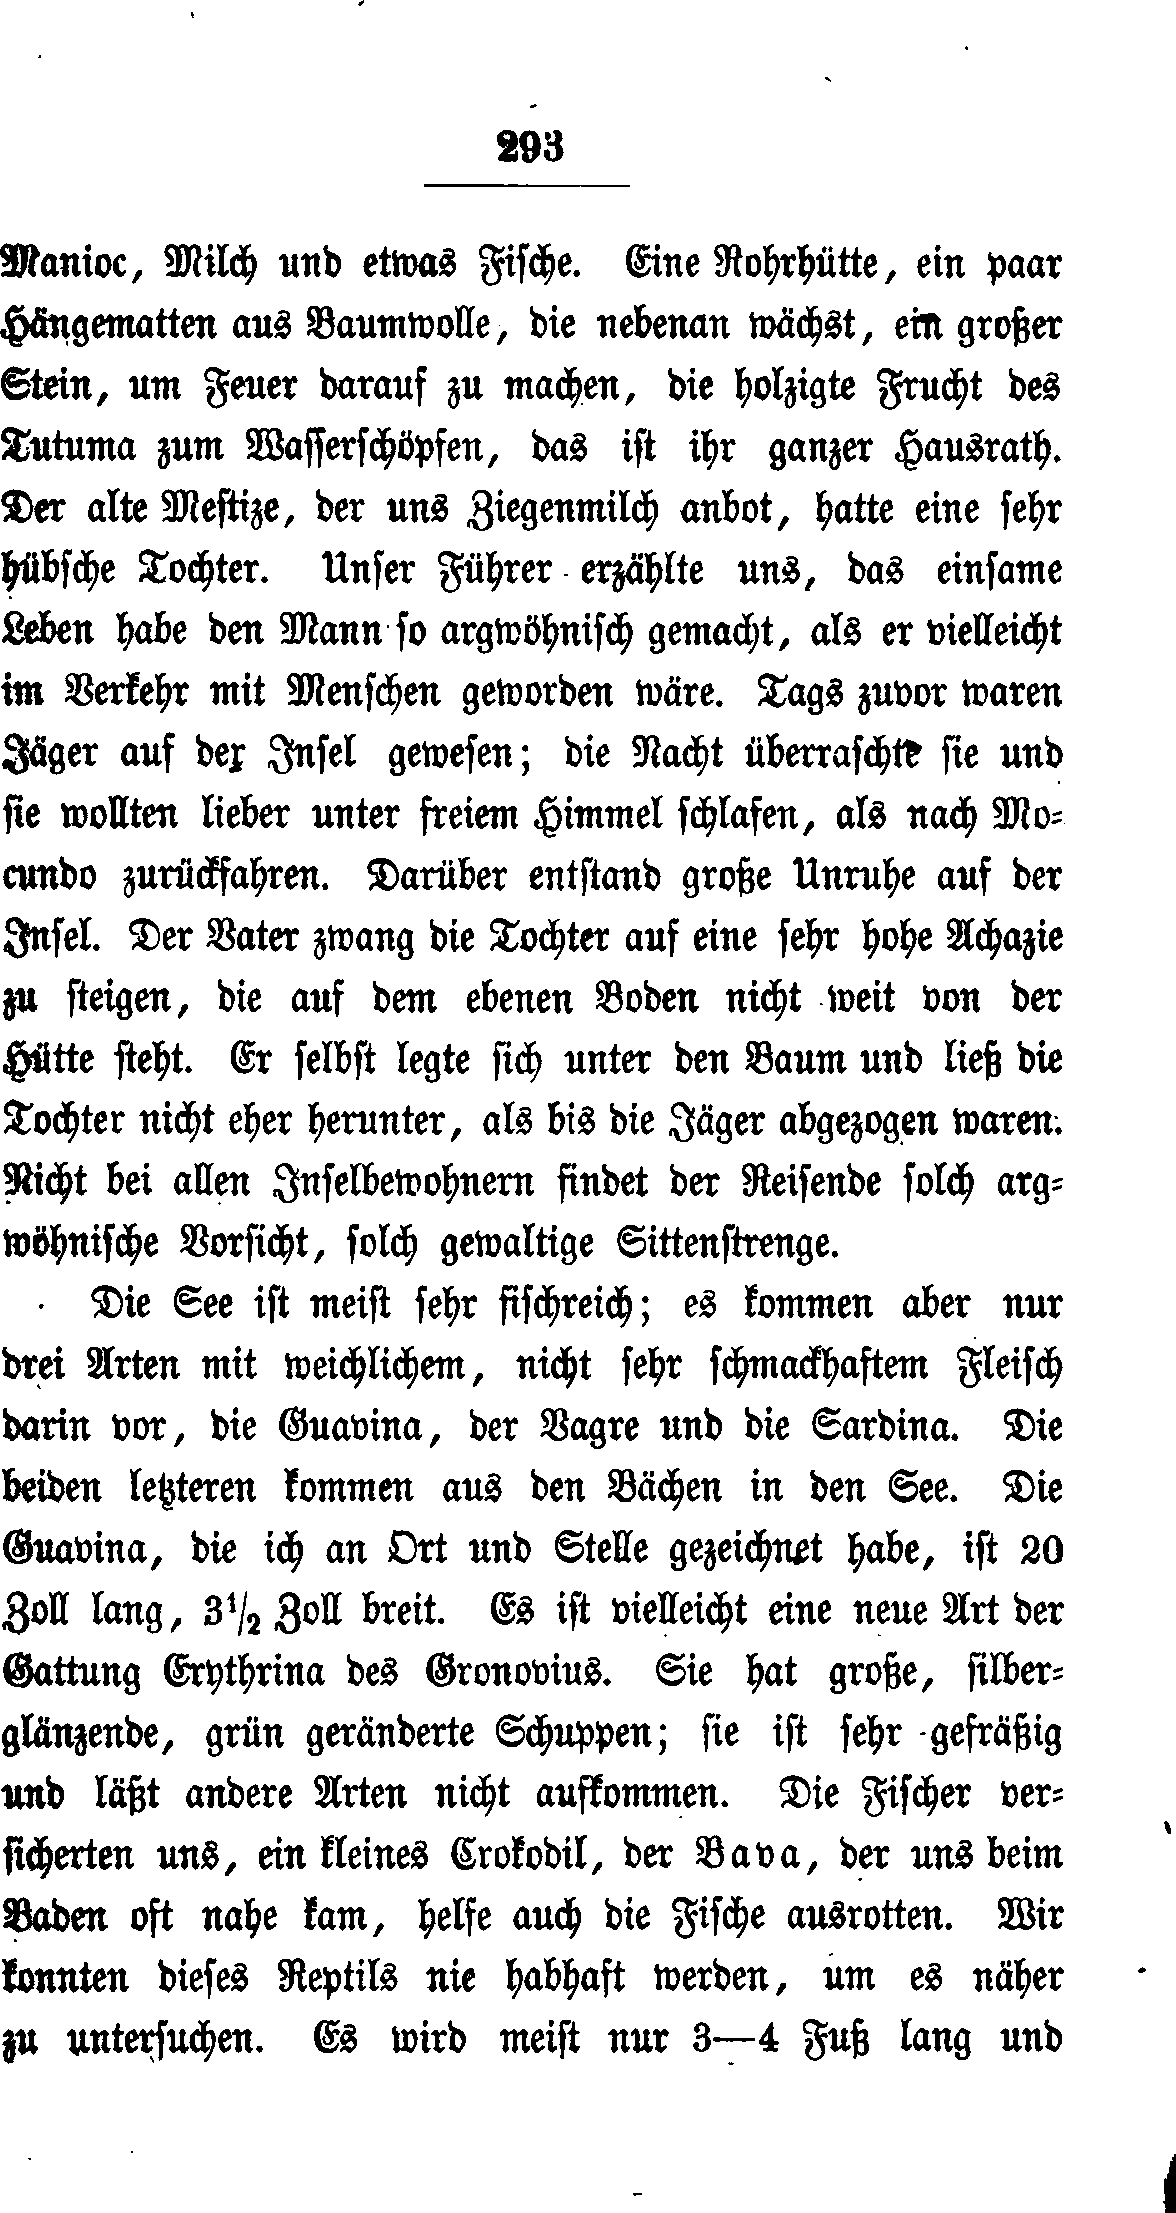 293
Manioc, Milch und etwas Fische. Eine Rohrhütte, ein paar
Hängematten aus Baumwolle, die nebenan wächst, ein großer
Stein, um Feuer darauf zu machen, die holzigte Frucht des
Tutuma zum Wasserschöpfen, das ist ihr ganzer Hausrath.
Der alte Mestize, der uns Ziegenmilch anbot, hatte eine sehr
hübsche Tochter. Unser Führer erzählte uns, das einsame
Leben habe den Mann so argwöhnisch gemacht, als er vielleicht
im Verkehr mit Menschen geworden wäre. Tags zuvor waren
Jäger auf der Insel gewesen; die Nacht überraschte sie und
sie wollten lieber unter freiem Himmel schlafen, als nach Mo-
cundo zurückfahren. Darüber entstand große Unruhe auf der
Insel. Der Vater zwang die Tochter auf eine sehr hohe Achazie
zu steigen, die auf dem ebenen Boden nicht weit von der
Hütte steht. Er selbst legte sich unter den Baum und ließ die
Tochter nicht eher herunter, als bis die Jäger abgezogen waren.
Nicht bei allen Inselbewohnern findet der Reisende solch arg-
wöhnische Vorsicht, solch gewaltige Sittenstrenge.
Die See ist meist sehr fischreich; es kommen aber nur
drei Arten mit weichlichem, nicht sehr schmackhaftem Fleisch
darin vor, die Guavina, der Vagre und die Sardina. Die
beiden letzteren kommen aus den Bächen in den See. Die
Guavina, die ich an Ort und Stelle gezeichnet habe, ist 20
Zoll lang, 3½ Zoll breit. Es ist vielleicht eine neue Art der
Gattung Erythrina des Gronovius. Sie hat große, silber-
glänzende, grün geränderte Schuppen; sie ist sehr gefräßig
und läßt andere Arten nicht aufkommen. Die Fischer ver-
sicherten uns, ein kleines Crokodil, der Bava, der uns beim
Baden oft nahe kam, helfe auch die Fische ausrotten. Wir
konnten dieses Reptils nie habhaft werden, um es näher
zu untersuchen. Es wird meist nur 3—4 Fuß lang und